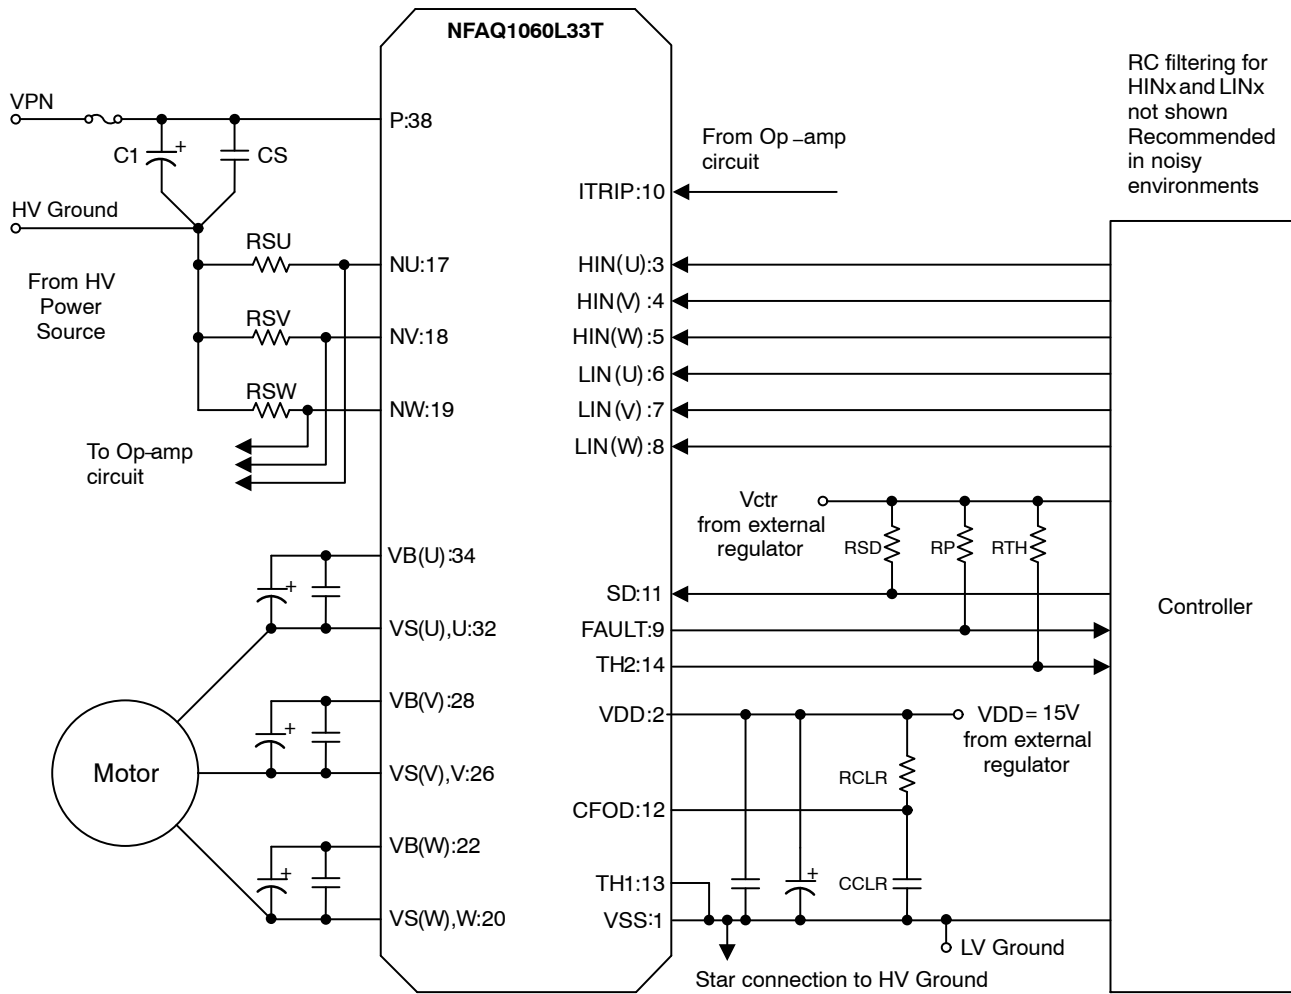 NFAQ1060L33T
RC filtering for
HINx and LINx
not shown
Recommended
in noisy
environments
VPN
P:38
C1
+
CS
From Op-amp
circuit
ITRIP:10
HV Ground
RSU
NU:17
HIN(U):3
From HV
Power
Source
HIN(V) :4
RSV
NV:18
HIN(W):5
LIN(U) :6
RSW
NW:19
LIN(V) :7
To Op-amp
circuit
LIN(W) :8
Vctr
from external
regulator
RSD
RP
RTH
VB(U):34
+
SD:11
Controller
VS(U),U:32
FAULT:9
TH2:14
VB(V):28
+
VDD:2
VDD= 15V
from external
regulator
Motor
VS(V),V:26
RCLR
CFOD:12
VB(W):22
+
TH1:13
+
CCLR
VS(W),W:20
VSS:1
LV Ground
Star connection to HV Ground